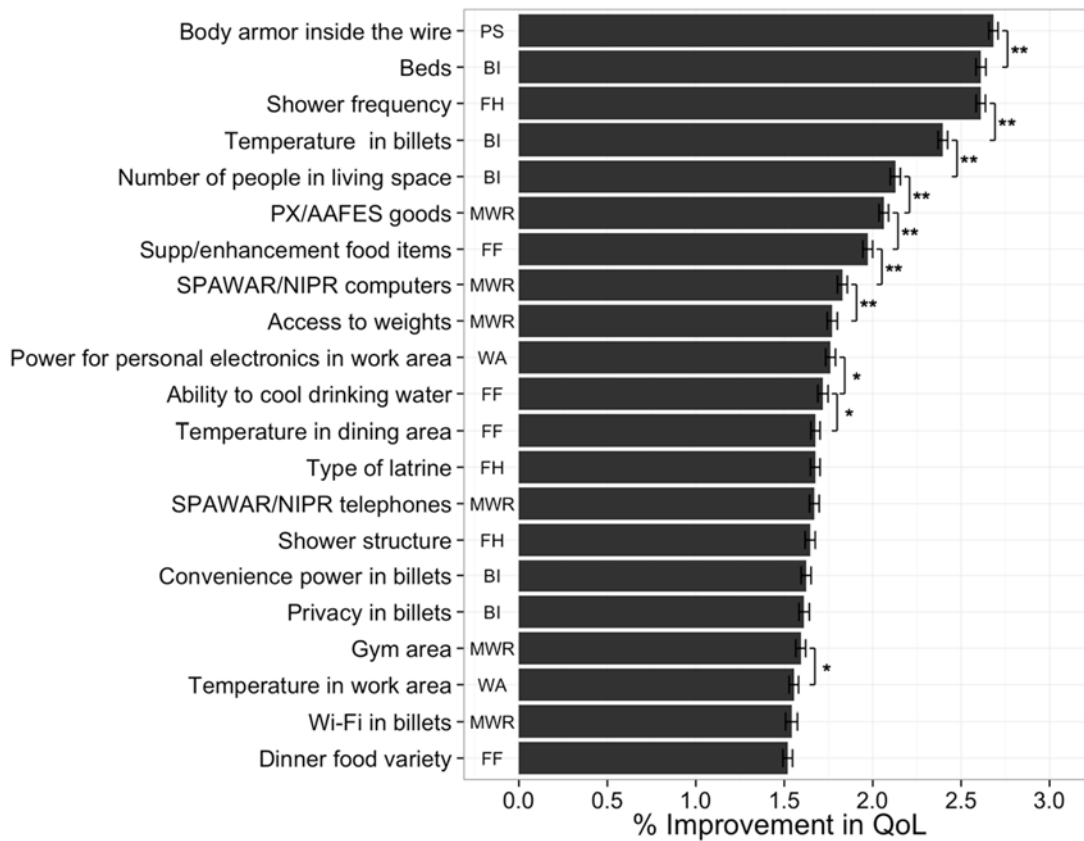 Body armor inside the wire PS
**
Beds BI
Shower frequency FH
**
Temperature in billets BI
**
Number of people in living space BI
**
PX/AAFES goods MWR
**
Supp/enhancement food items FF
**
SPAWAR/NIPR computers MWR
**
Access to weights MWR
Power for personal electronics in work area WA
*
Ability to cool drinking water FF
*
Temperature in dining area FF
Type of latrine FH
SPAWAR/NIPR telephones MWR
Shower structure FH
Convenience power in billets BI
Privacy in billets BI
Gym area MWR
*
Temperature in work area WA
Wi-Fi in billets MWR
Dinner food variety FF
0.0 0.5 1.0 1.5 2.0 2.5 3.0
% Improvement in QoL